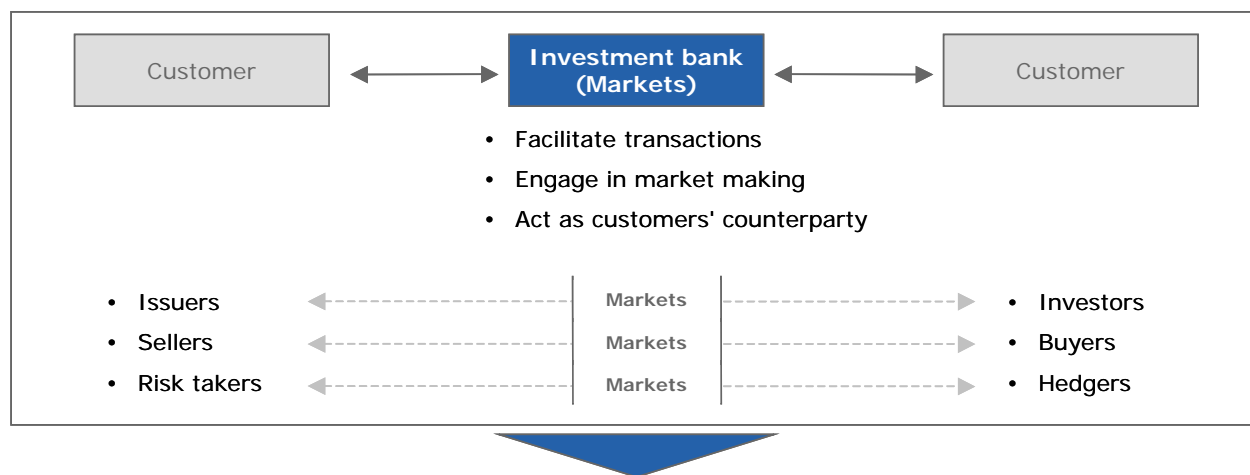 Customer
Investment bank
(Markets)
Customer
• Facilitate transactions
• Engage in market making
• Act as customers' counterparty
• Issuers
Markets
• Investors
• Sellers
Markets
• Buyers
• Risk takers
Markets
• Hedgers